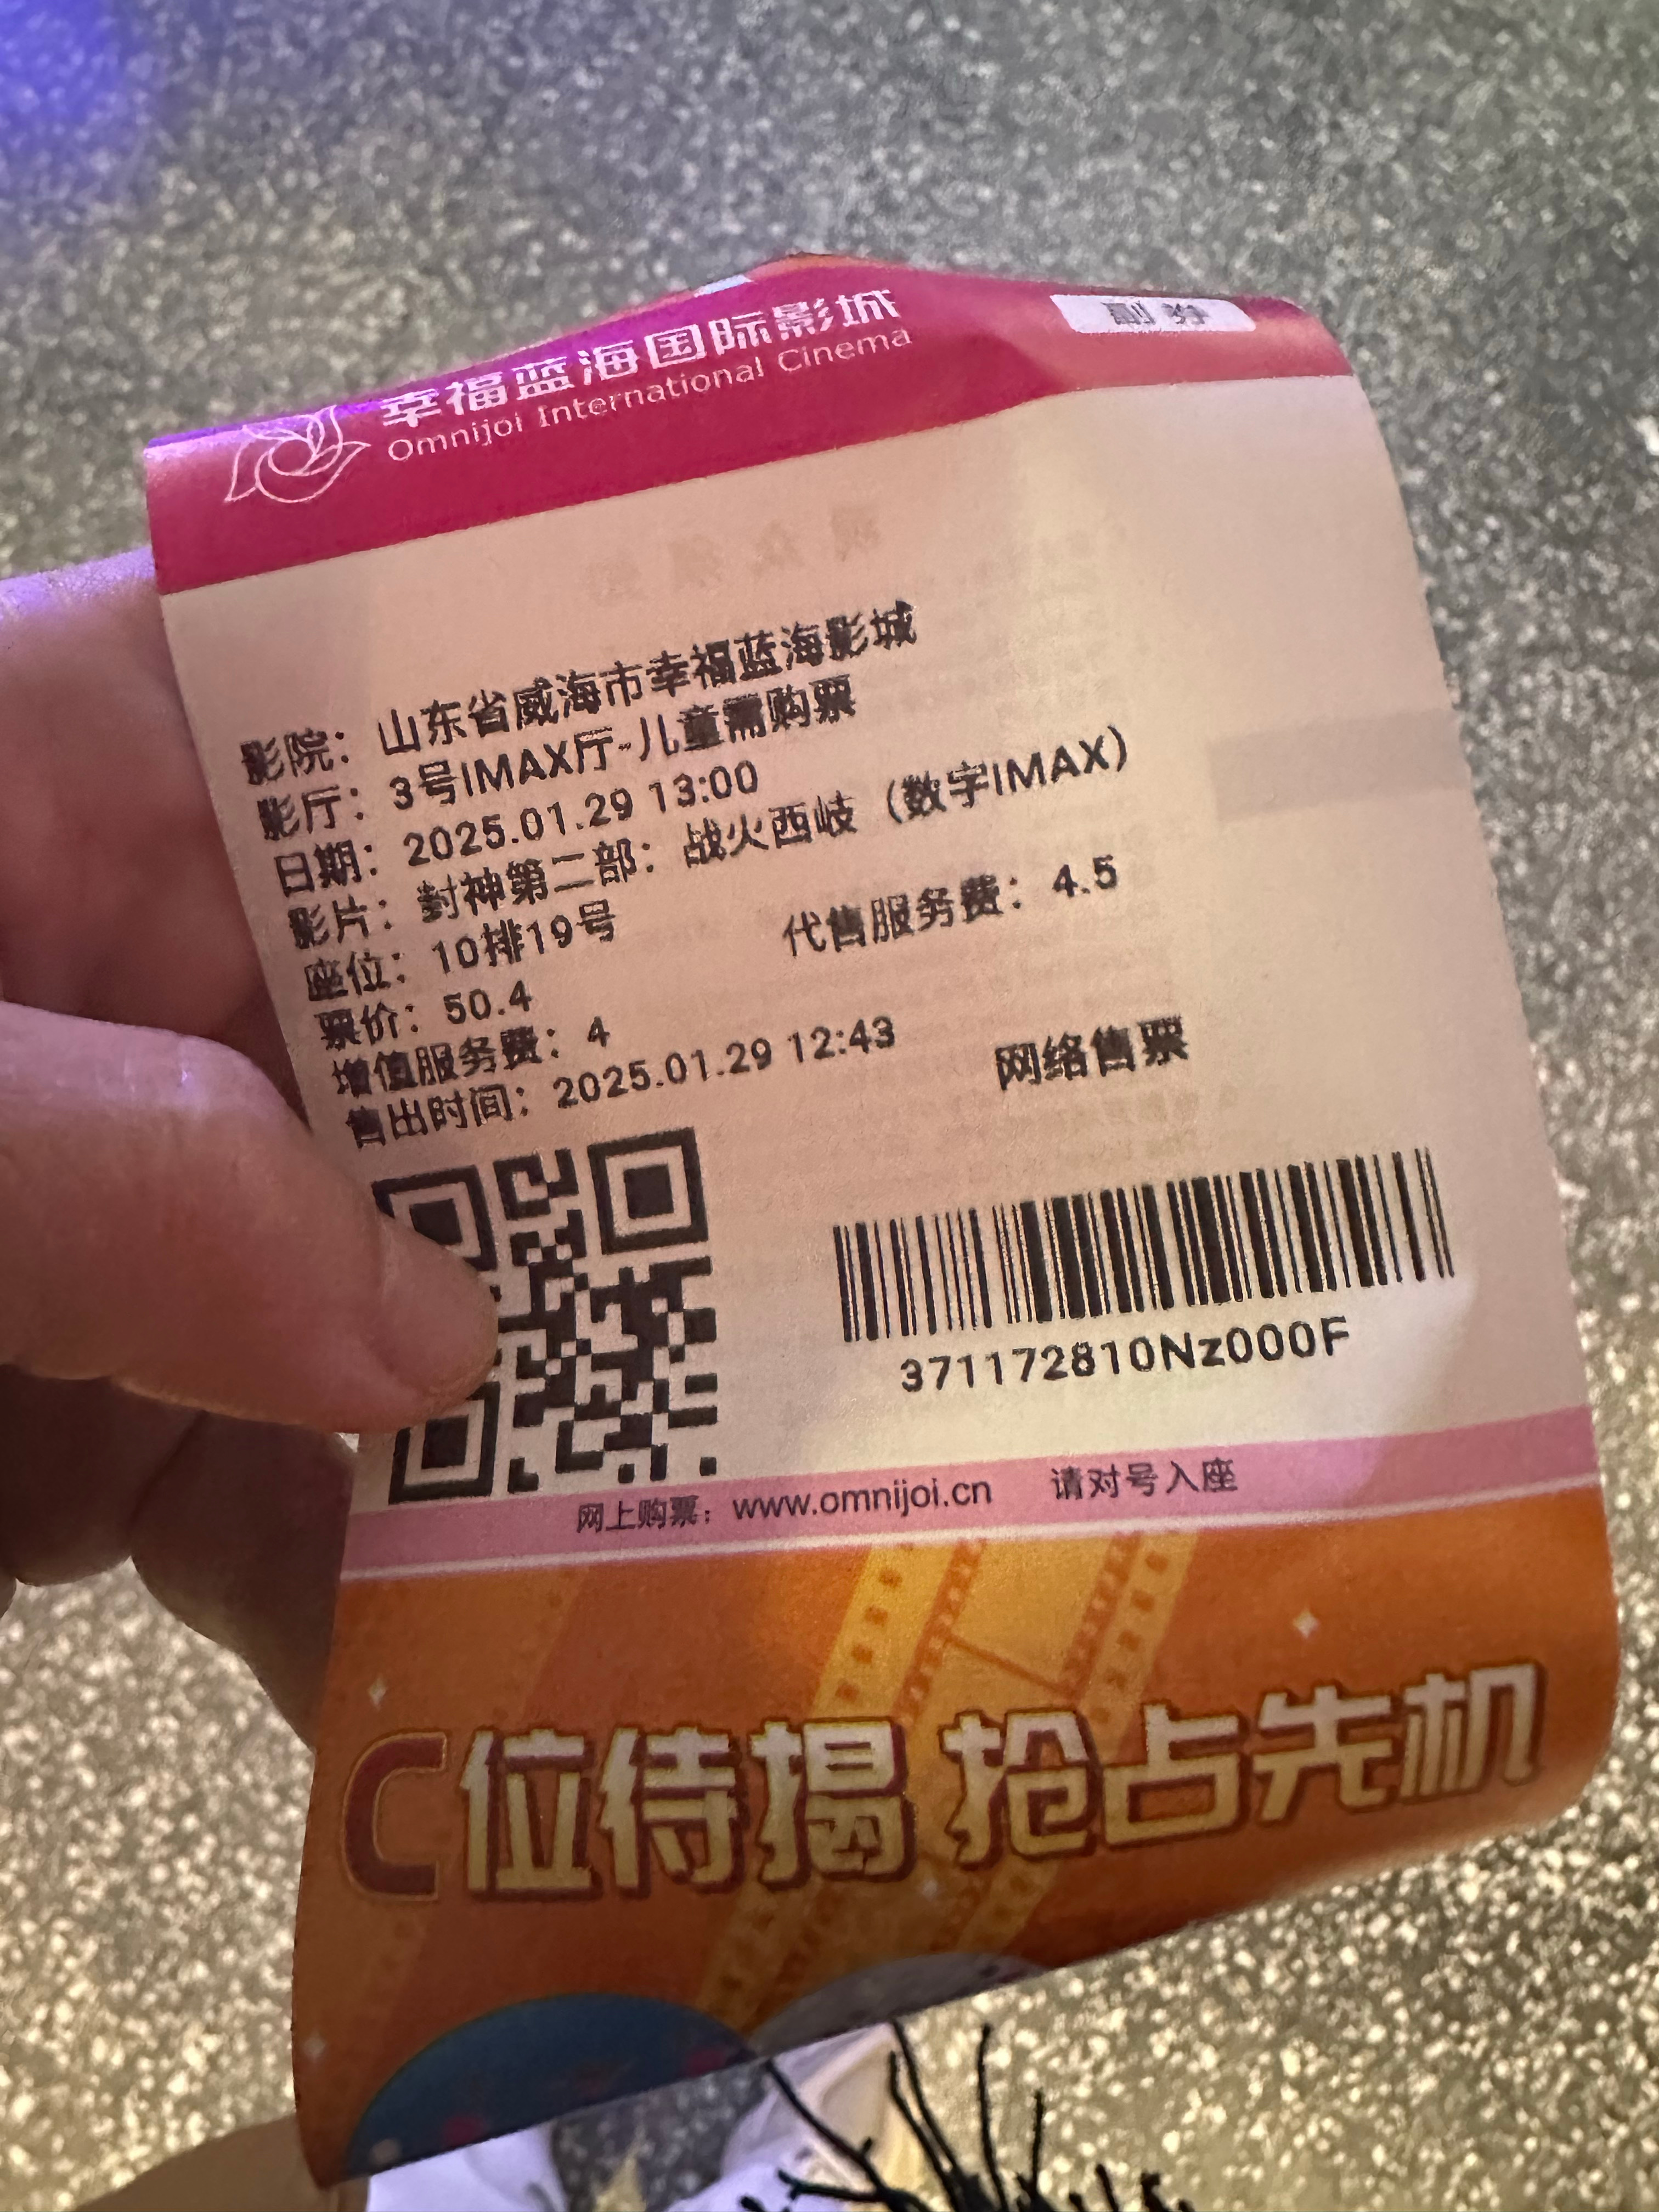 幸福蓝海国际影城
Omnijoi International Cinema
副券
影院：山东省威海市幸福蓝海影城
影厅：3号IMAX厅-儿童需购票
日期：2025.01.29 13:00
影片：封神第二部：战火西岐（数字IMAX）
座位：10排19号 代售服务费：4.5
票价：50.4
增值服务费：4
售出时间：2025.01.29 12:43 网络售票
371172810Nz000F
网上购票：www.omnijoi.cn 请对号入座
C位待揭 抢占先机